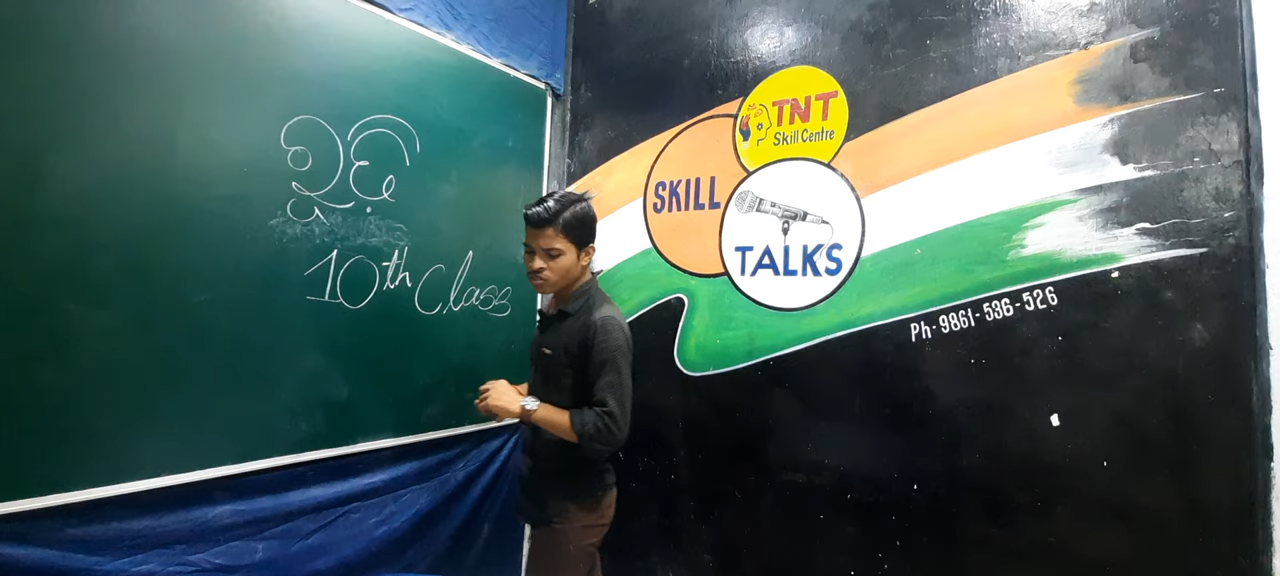 10th Class
TNT
Skill Centre
SKILL
TALKS
Ph- 9861-536-526